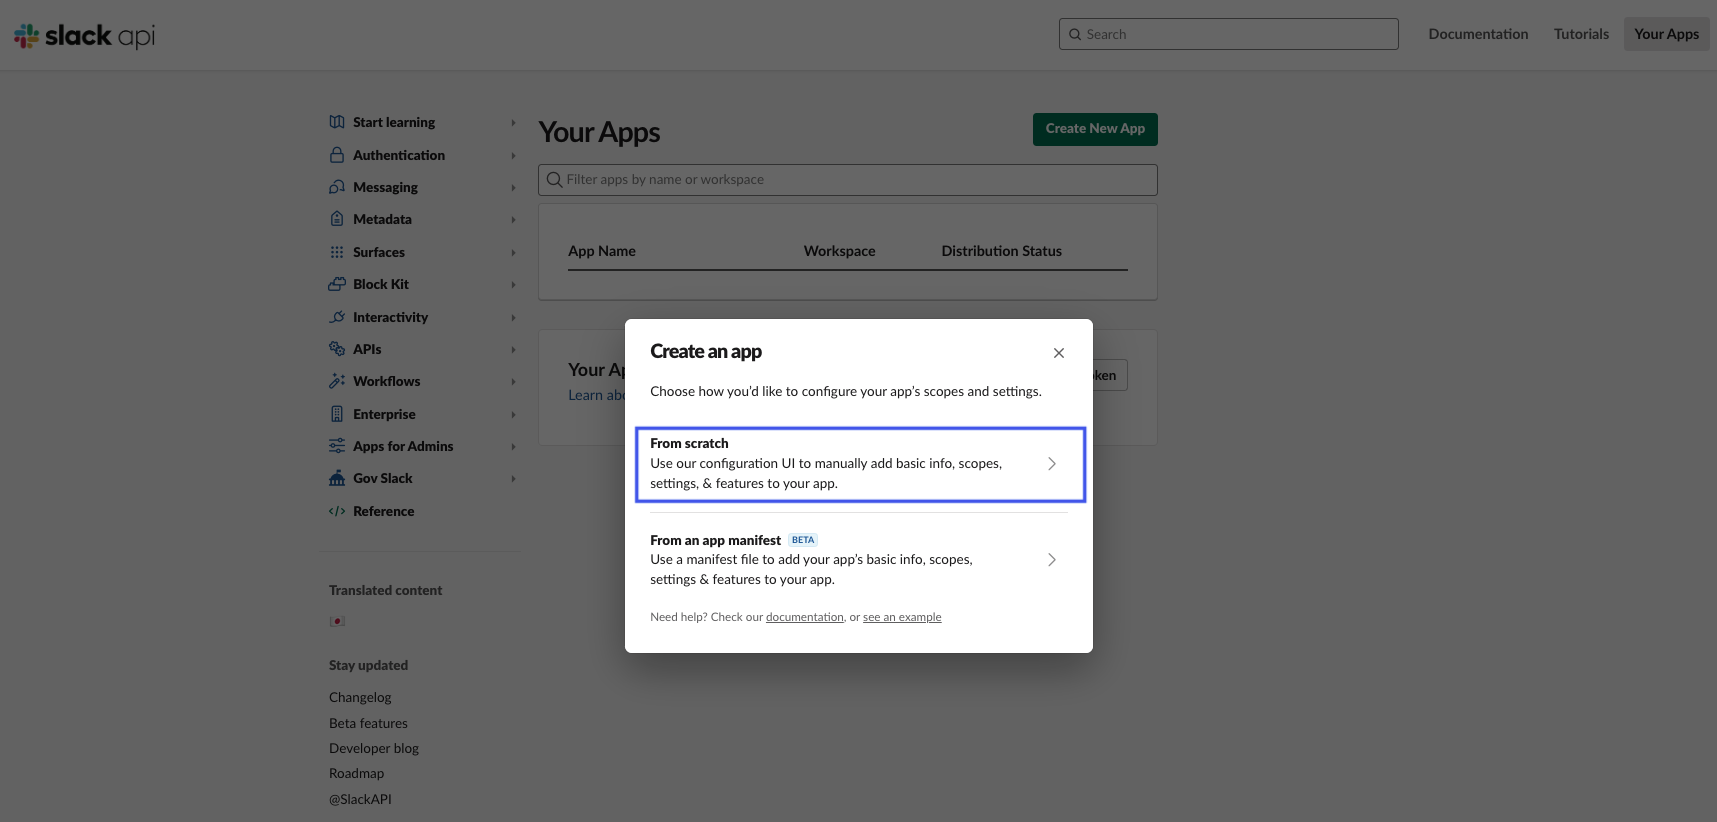 slack api
Search
Documentation
Tutorials
Your Apps
Start learning
Authentication
Messaging
Metadata
Surfaces
Block Kit
Interactivity
APIs
Workflows
Enterprise
Apps for Admins
Gov Slack
Reference
Translated content
Stay updated
Changelog
Beta features
Developer blog
Roadmap
@SlackAPI
Your Apps
Create New App
Filter apps by name or workspace
App Name Workspace Distribution Status
Your
Learn
Create an app
Choose how you’d like to configure your app’s scopes and settings.
From scratch
Use our configuration UI to manually add basic info, scopes,
settings, & features to your app.
From an app manifest BETA
Use a manifest file to add your app’s basic info, scopes,
settings & features to your app.
Need help? Check our documentation, or see an example